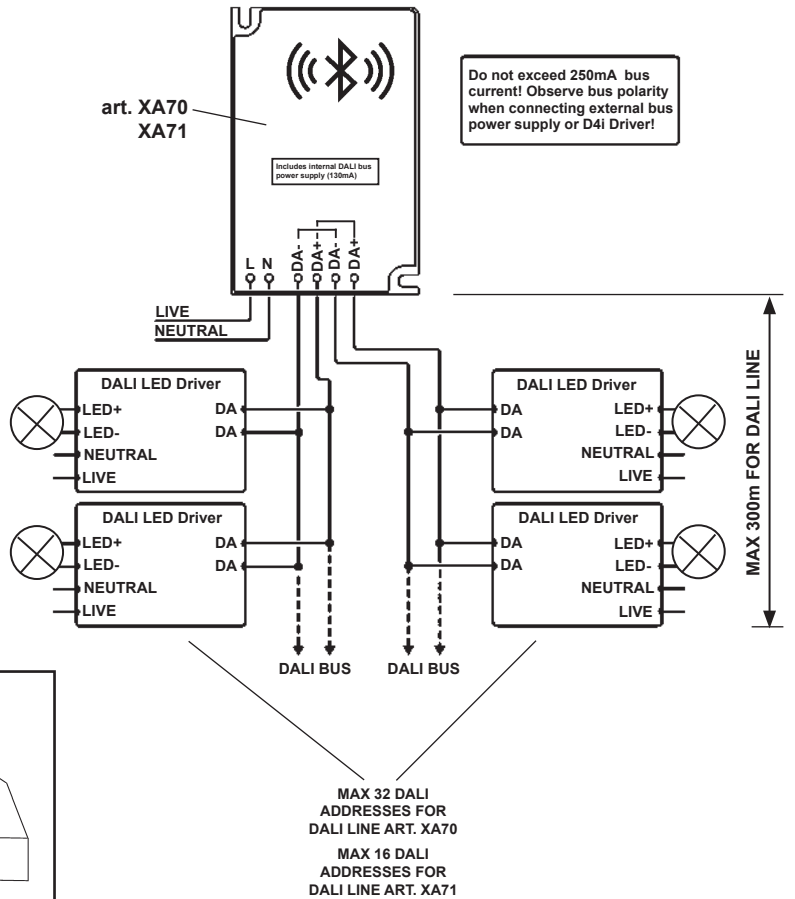 art. XA70
XA71
Do not exceed 250mA bus
current! Observe bus polarity
when connecting external bus
power supply or D4i Driver!
Includes internal DALI bus
power supply (130mA)
L N DA- DA+ DA- DA+
LIVE
NEUTRAL
DALI LED Driver
LED+ DA
LED- DA
NEUTRAL
LIVE
DALI LED Driver
DA LED+
DA LED-
NEUTRAL
LIVE
DALI LED Driver
LED+ DA
LED- DA
NEUTRAL
LIVE
DALI LED Driver
DA LED+
DA LED-
NEUTRAL
LIVE
MAX 300m FOR DALI LINE
DALI BUS DALI BUS
MAX 32 DALI
ADDRESSES FOR
DALI LINE ART. XA70
MAX 16 DALI
ADDRESSES FOR
DALI LINE ART. XA71